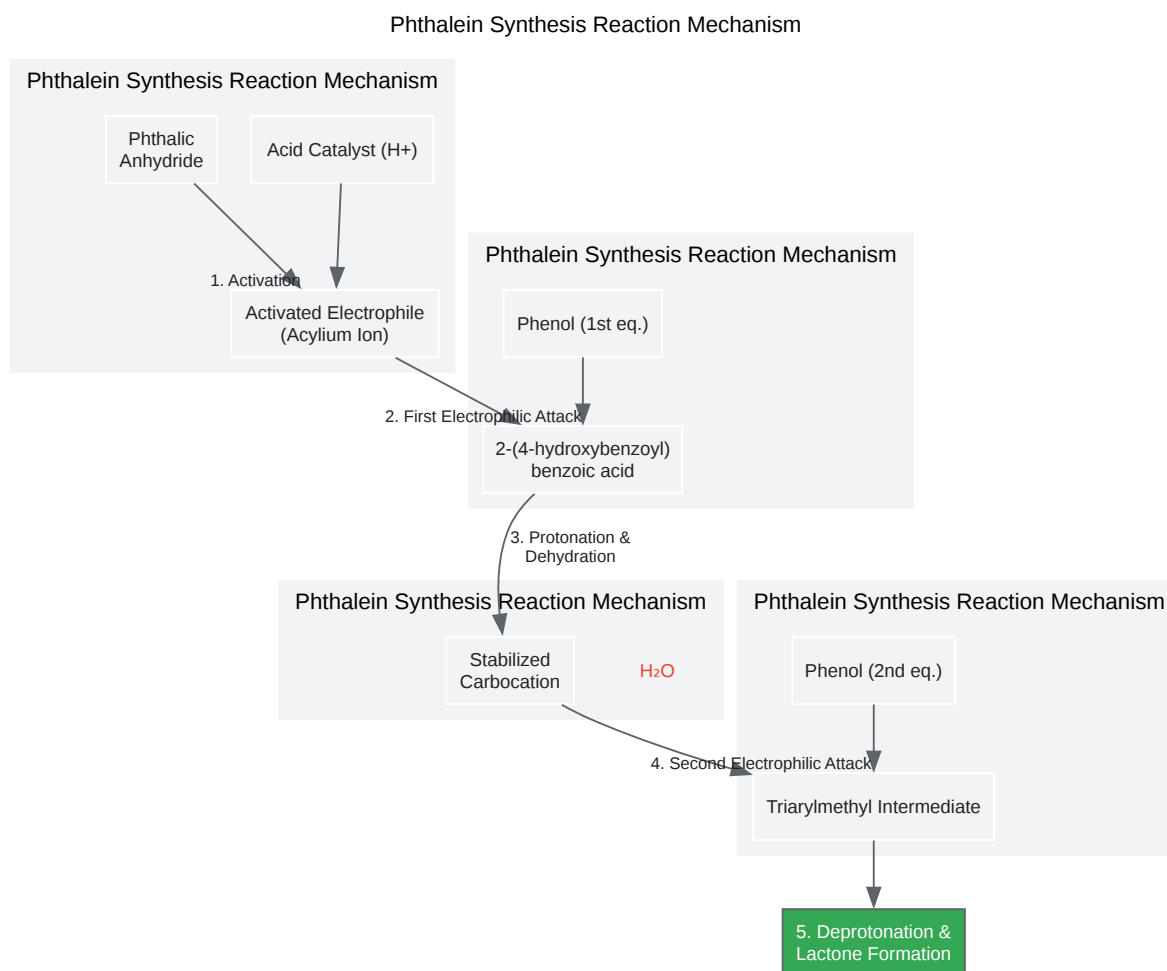 Phthalein Synthesis Reaction Mechanism
Phthalein Synthesis Reaction Mechanism
Phthalic
Anhydride
Acid Catalyst (H+)
1. Activation
Activated Electrophile
(Acylium Ion)
Phthalein Synthesis Reaction Mechanism
Phenol (1st eq.)
2. First Electrophilic Attack
2-(4-hydroxybenzoyl)
benzoic acid
3. Protonation &
Dehydration
Phthalein Synthesis Reaction Mechanism
Stabilized
Carbocation
H₂O
Phthalein Synthesis Reaction Mechanism
Phenol (2nd eq.)
4. Second Electrophilic Attack
Triarylmethyl Intermediate
5. Deprotonation &
Lactone Formation